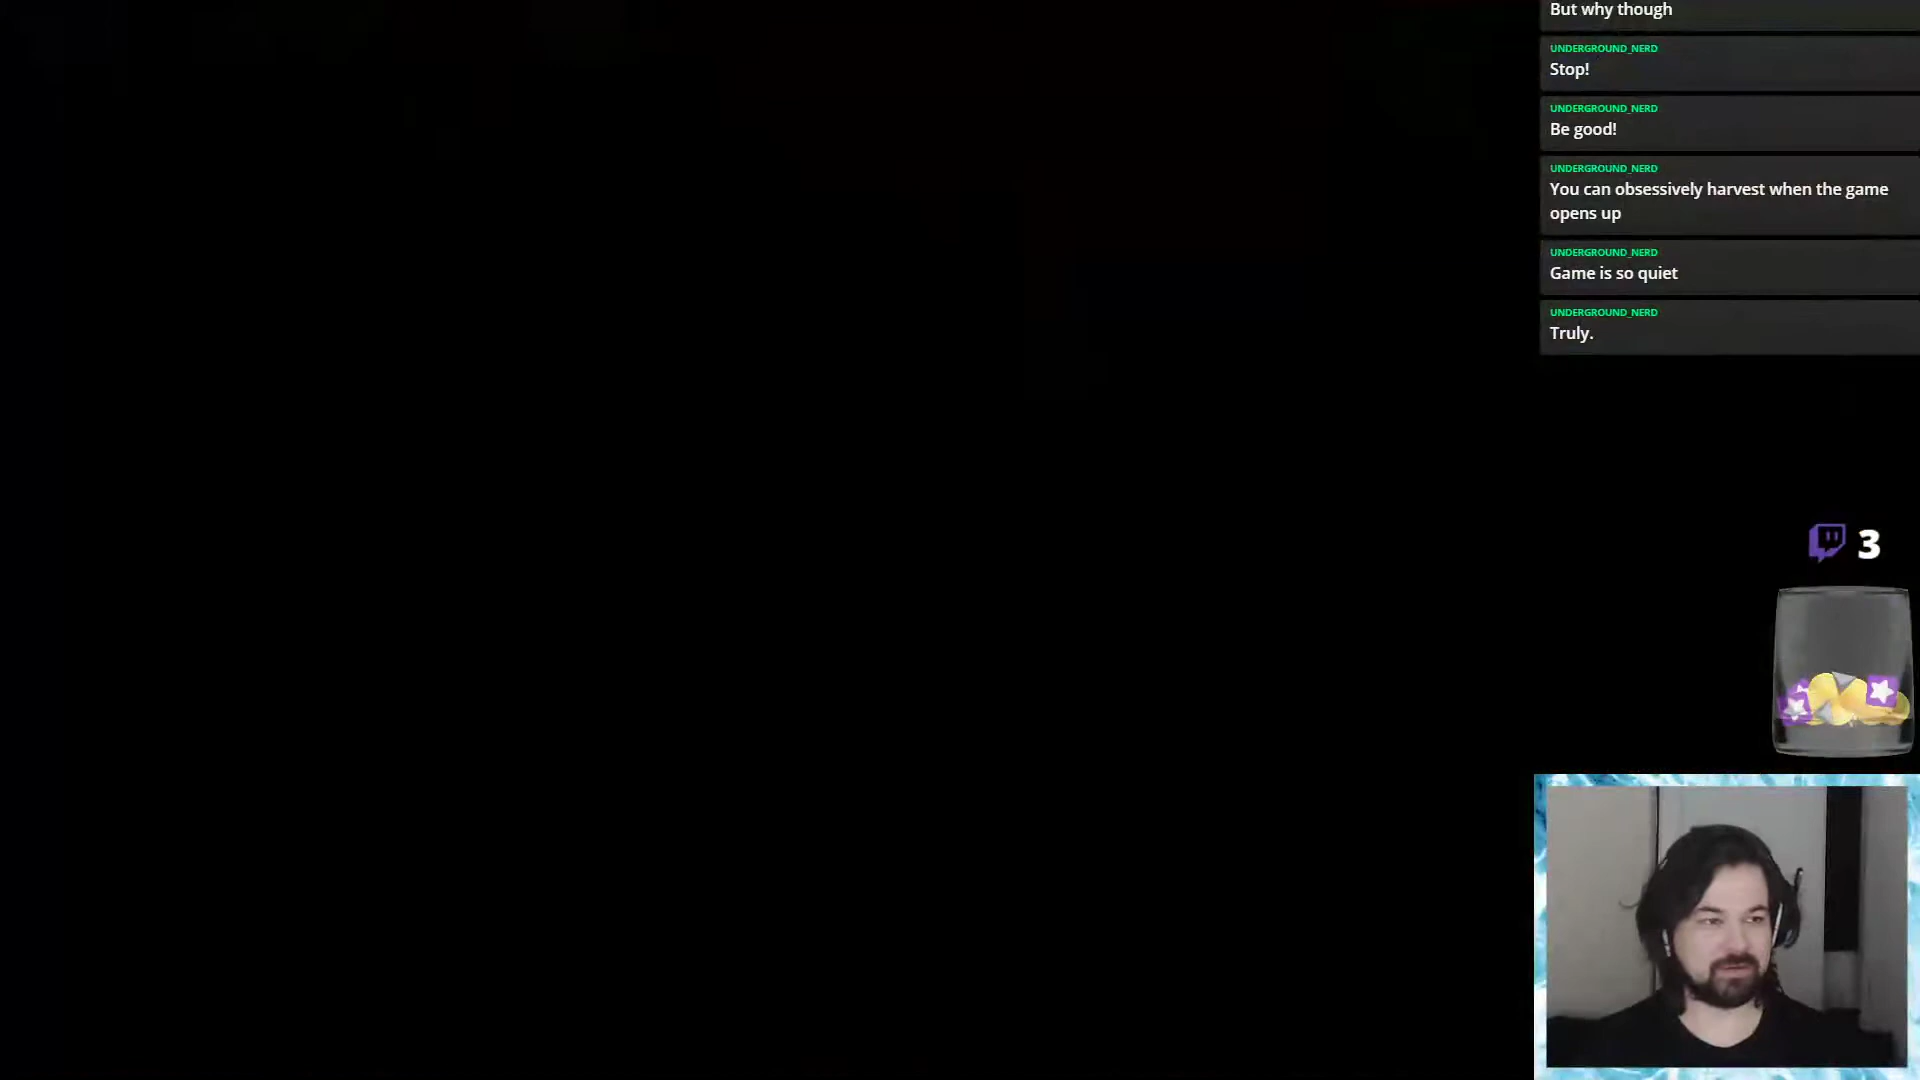 But why though
UNDERGROUND_NERD
Stop!
UNDERGROUND_NERD
Be good!
UNDERGROUND_NERD
You can obsessively harvest when the game
opens up
UNDERGROUND_NERD
Game is so quiet
UNDERGROUND_NERD
Truly.
3